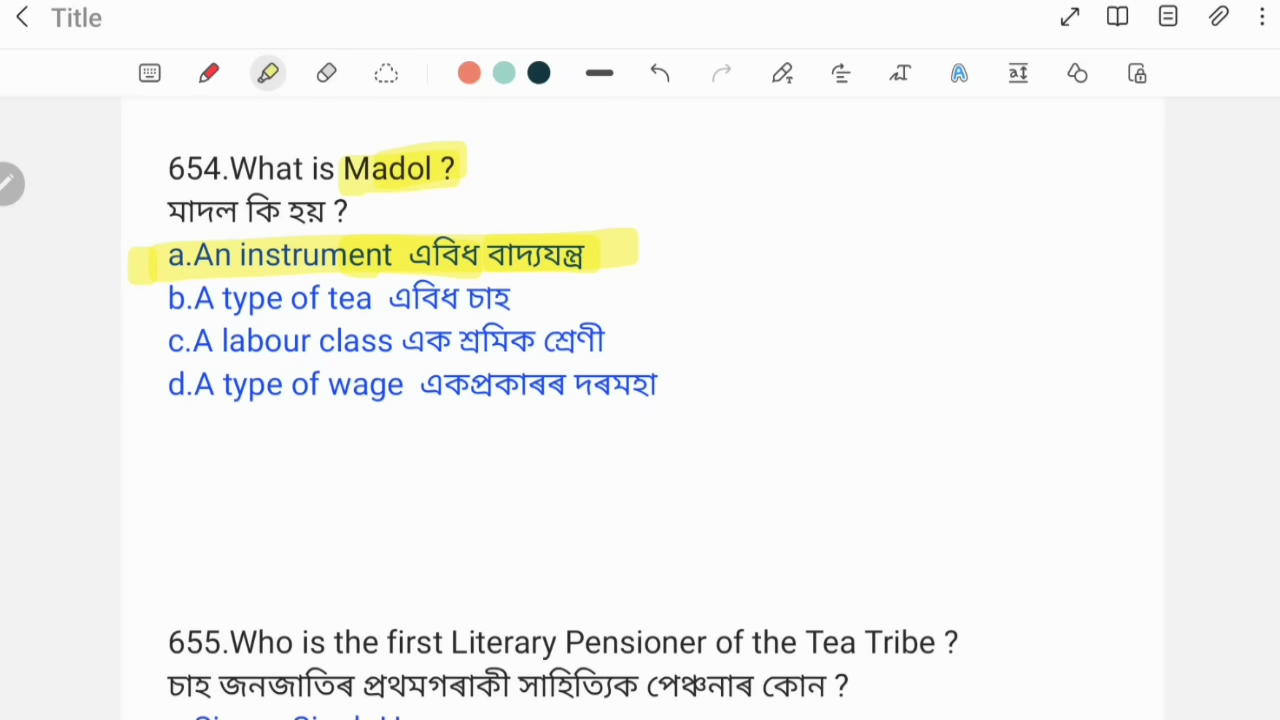 Title
654.What is Madol ?
মাদল কি হয় ?
a.An instrument এবিধ বাদ্যযন্ত্ৰ
b.A type of tea এবিধ চাহ
c.A labour class এক শ্ৰমিক শ্ৰেণী
d.A type of wage একপ্ৰকাৰৰ দৰমহা
655.Who is the first Literary Pensioner of the Tea Tribe ?
চাহ জনজাতিৰ প্ৰথমগৰাকী সাহিত্যিক পেঞ্চনাৰ কোন ?